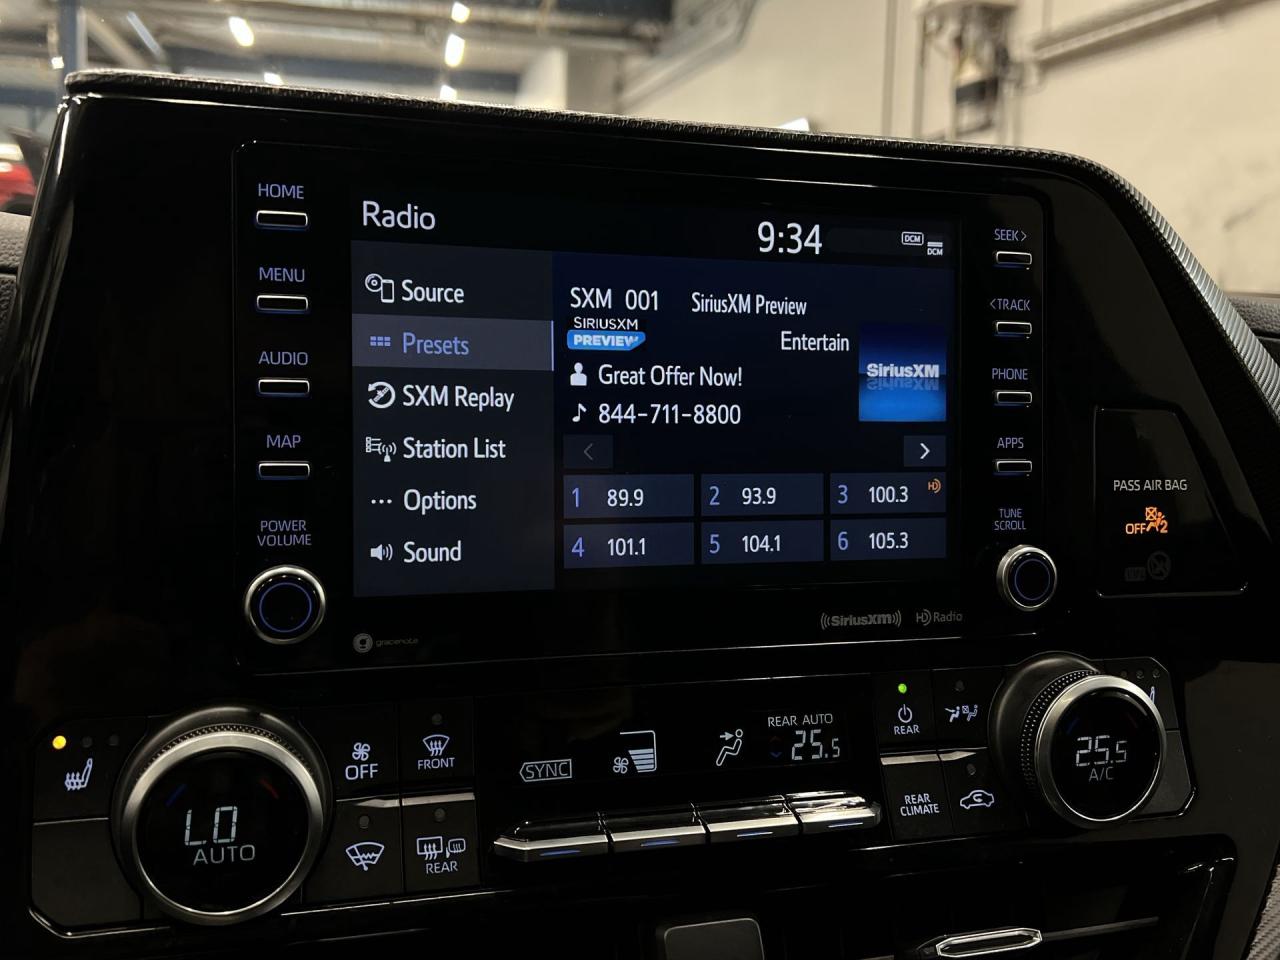 HOME
MENU
AUDIO
MAP
POWER
VOLUME
Radio
9:34
DCM
DCM
Source
Presets
SXM Replay
Station List
Options
Sound
SXM 001 SiriusXM Preview
SIRIUSXM
PREVIEW
Entertain
Great Offer Now!
844-711-8800
SiriusXM
< >
1 89.9
2 93.9
3 100.3 HD
4 101.1
5 104.1
6 105.3
SEEK>
<TRACK
PHONE
APPS
TUNE
SCROLL
PASS AIR BAG
OFF 2
gracenote
((SiriusXM))
HD Radio
LO
AUTO
OFF
FRONT
REAR
SYNC
REAR AUTO
25.5
REAR
REAR
CLIMATE
25.5
A/C